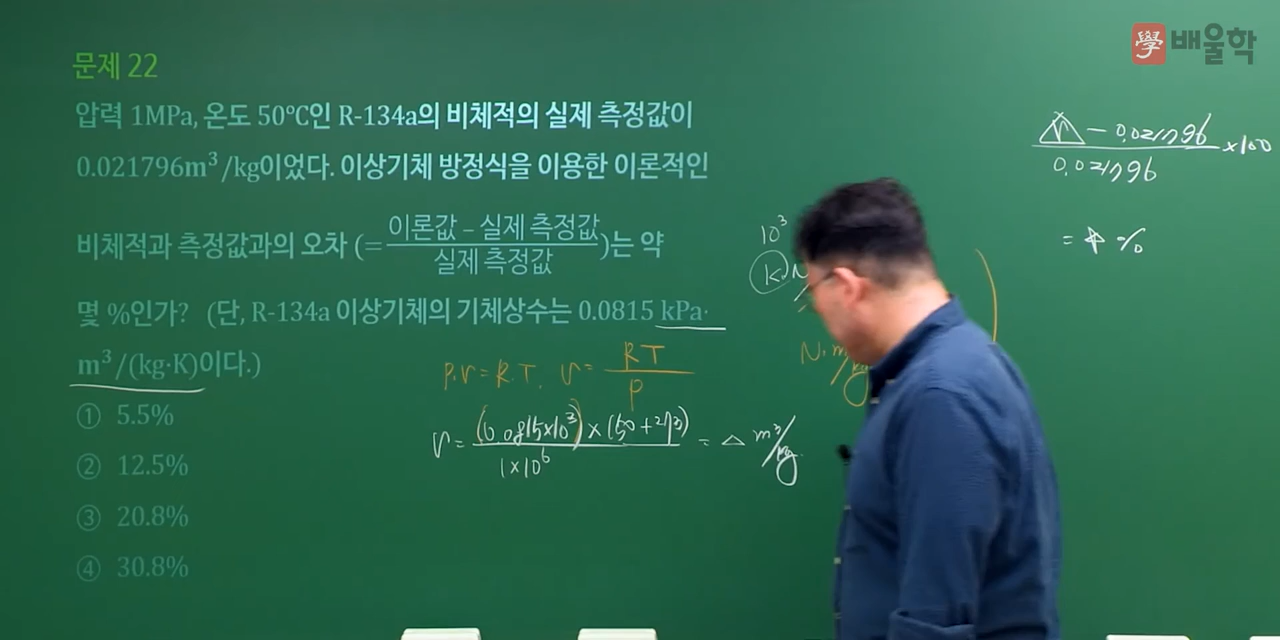 學 배울학
문제 22
압력 1MPa, 온도 50℃인 R-134a의 비체적의 실제 측정값이
0.021796m³/kg이었다. 이상기체 방정식을 이용한 이론적인
비체적과 측정값과의 오차 (= 이론값 – 실제 측정값 / 실제 측정값)는 약
몇 %인가? (단, R-134a 이상기체의 기체상수는 0.0815 kPa·
m³/(kg·K)이다.)
① 5.5%
② 12.5%
③ 20.8%
④ 30.8%
P.v = R.T. v = RT / P
v = (0.0815×10³)×(50+273) / 1×10⁶ = △ m³/kg
10³
kN
N·m/kg
△ – 0.021796 / 0.021796 ×100
= %